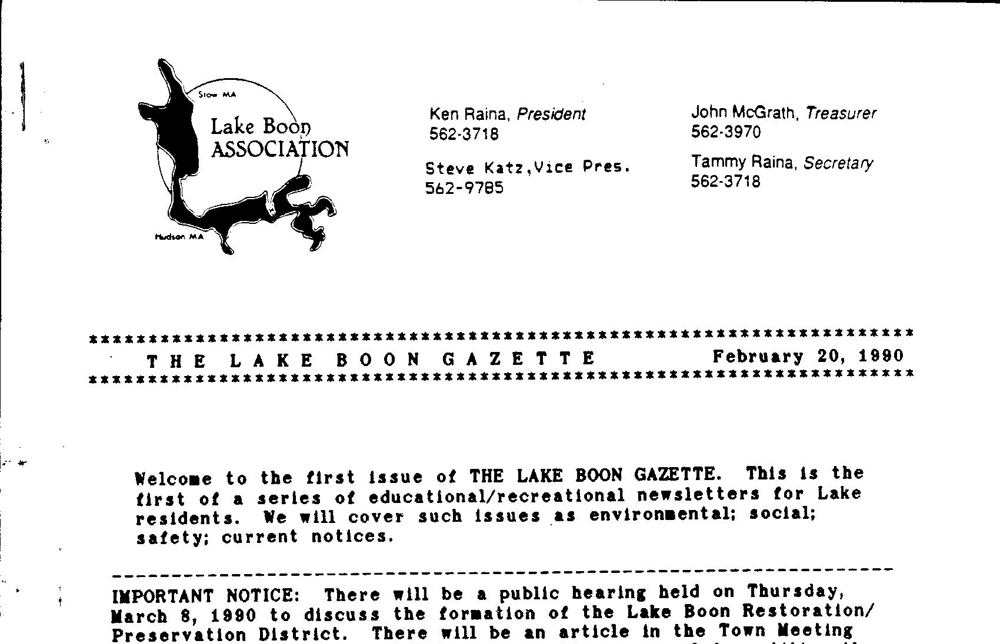 Stow MA
Lake Boon
ASSOCIATION
Hudson MA
Ken Raina, President
562-3718
Steve Katz,Vice Pres.
562-9785
John McGrath, Treasurer
562-3970
Tammy Raina, Secretary
562-3718
*********************************************************************
THE LAKE BOON GAZETTE February 20, 1990
*********************************************************************
Welcome to the first issue of THE LAKE BOON GAZETTE. This is the
first of a series of educational/recreational newsletters for Lake
residents. We will cover such issues as environmental; social;
safety; current notices.
--------------------------------------------------------------------
IMPORTANT NOTICE: There will be a public hearing held on Thursday,
March 8, 1990 to discuss the formation of the Lake Boon Restoration/
Preservation District. There will be an article in the Town Meeting